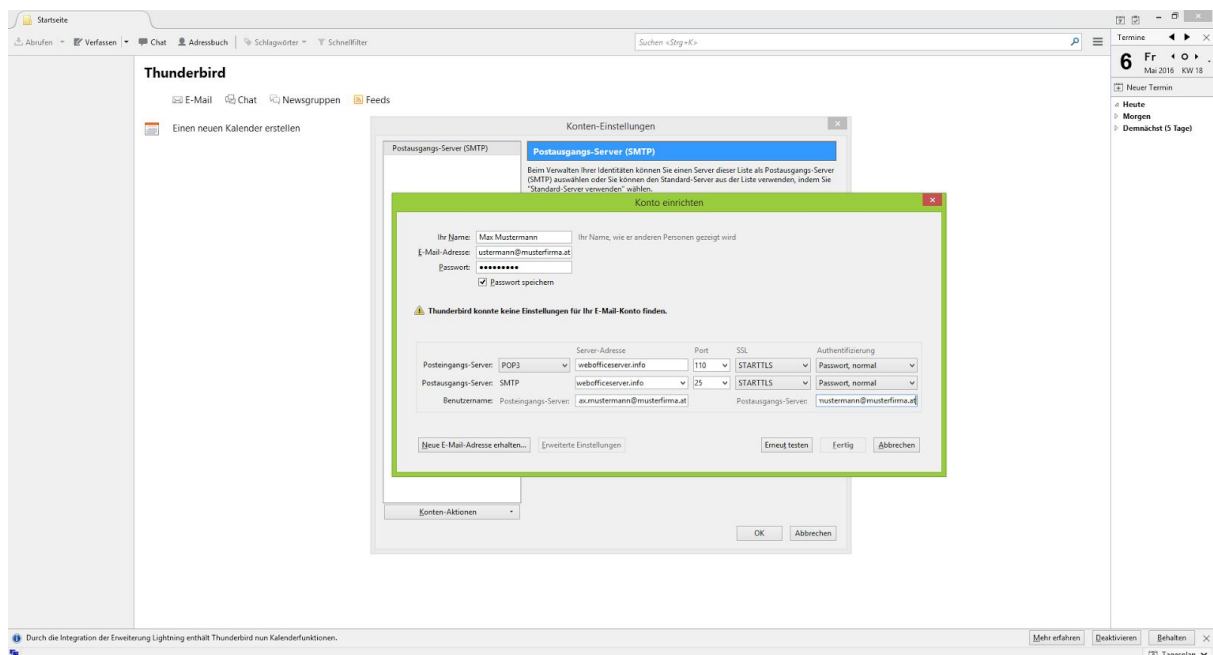 Startseite
Abrufen Verfassen Chat Adressbuch Schlagwörter Schnellfilter Suchen <Strg+K>
Termine
6 Fr
Mai 2016 KW 18
Neuer Termin
Heute
Morgen
Demnächst (5 Tage)
Thunderbird
E-Mail Chat Newsgruppen Feeds
Einen neuen Kalender erstellen
Konten-Einstellungen
Postausgangs-Server (SMTP)
Postausgangs-Server (SMTP)
Beim Verwalten Ihrer Identitäten können Sie einen Server dieser Liste als Postausgangs-Server
(SMTP) auswählen oder Sie können den Standard-Server aus der Liste verwenden, indem Sie
"Standard-Server verwenden" wählen.
Konto einrichten
Ihr Name: Max Mustermann Ihr Name, wie er anderen Personen gezeigt wird
E-Mail-Adresse: ustermann@musterfirma.at
Passwort: •••••••••
Passwort speichern
Thunderbird konnte keine Einstellungen für Ihr E-Mail-Konto finden.
Server-Adresse Port SSL Authentifizierung
Posteingangs-Server: POP3 webofficeserver.info 110 STARTTLS Passwort, normal
Postausgangs-Server: SMTP webofficeserver.info 25 STARTTLS Passwort, normal
Benutzername: Posteingangs-Server: ax.mustermann@musterfirma.at Postausgangs-Server: mustermann@musterfirma.at
Neue E-Mail-Adresse erhalten... Erweiterte Einstellungen Erneut testen Fertig Abbrechen
Konten-Aktionen
OK Abbrechen
Durch die Integration der Erweiterung Lightning enthält Thunderbird nun Kalenderfunktionen. Mehr erfahren Deaktivieren Behalten
Tagesplan